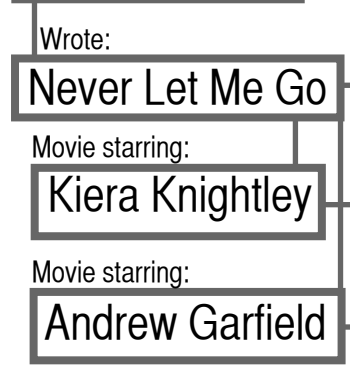 Wrote:
Never Let Me Go
Movie starring:
Kiera Knightley
Movie starring:
Andrew Garfield